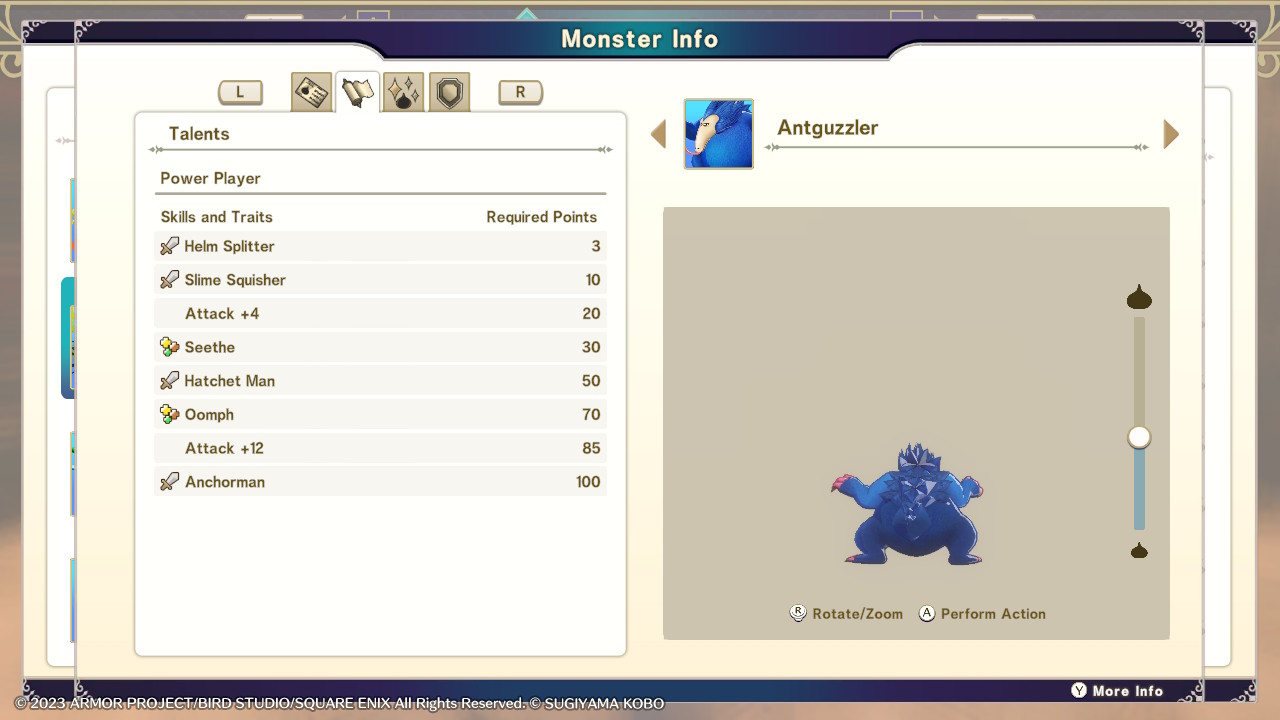 Monster Info
L
R
Talents
Power Player
Skills and Traits Required Points
Helm Splitter 3
Slime Squisher 10
Attack +4 20
Seethe 30
Hatchet Man 50
Oomph 70
Attack +12 85
Anchorman 100
Antguzzler
R Rotate/Zoom A Perform Action
Y More Info
© 2023 ARMOR PROJECT/BIRD STUDIO/SQUARE ENIX All Rights Reserved. © SUGIYAMA KOBO